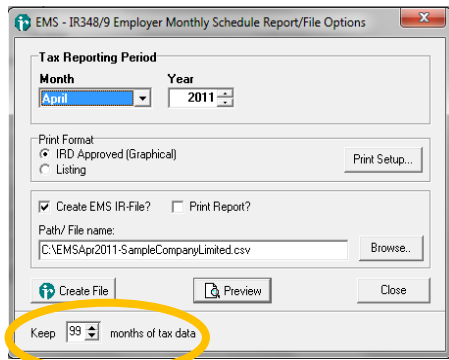 EMS - IR348/9 Employer Monthly Schedule Report/File Options
Tax Reporting Period
Month Year
April 2011
Print Format
IRD Approved (Graphical)
Listing
Print Setup...
Create EMS IR-File? Print Report?
Path/ File name:
C:\EMSApr2011-SampleCompanyLimited.csv Browse..
Create File Preview Close
Keep 99 months of tax data